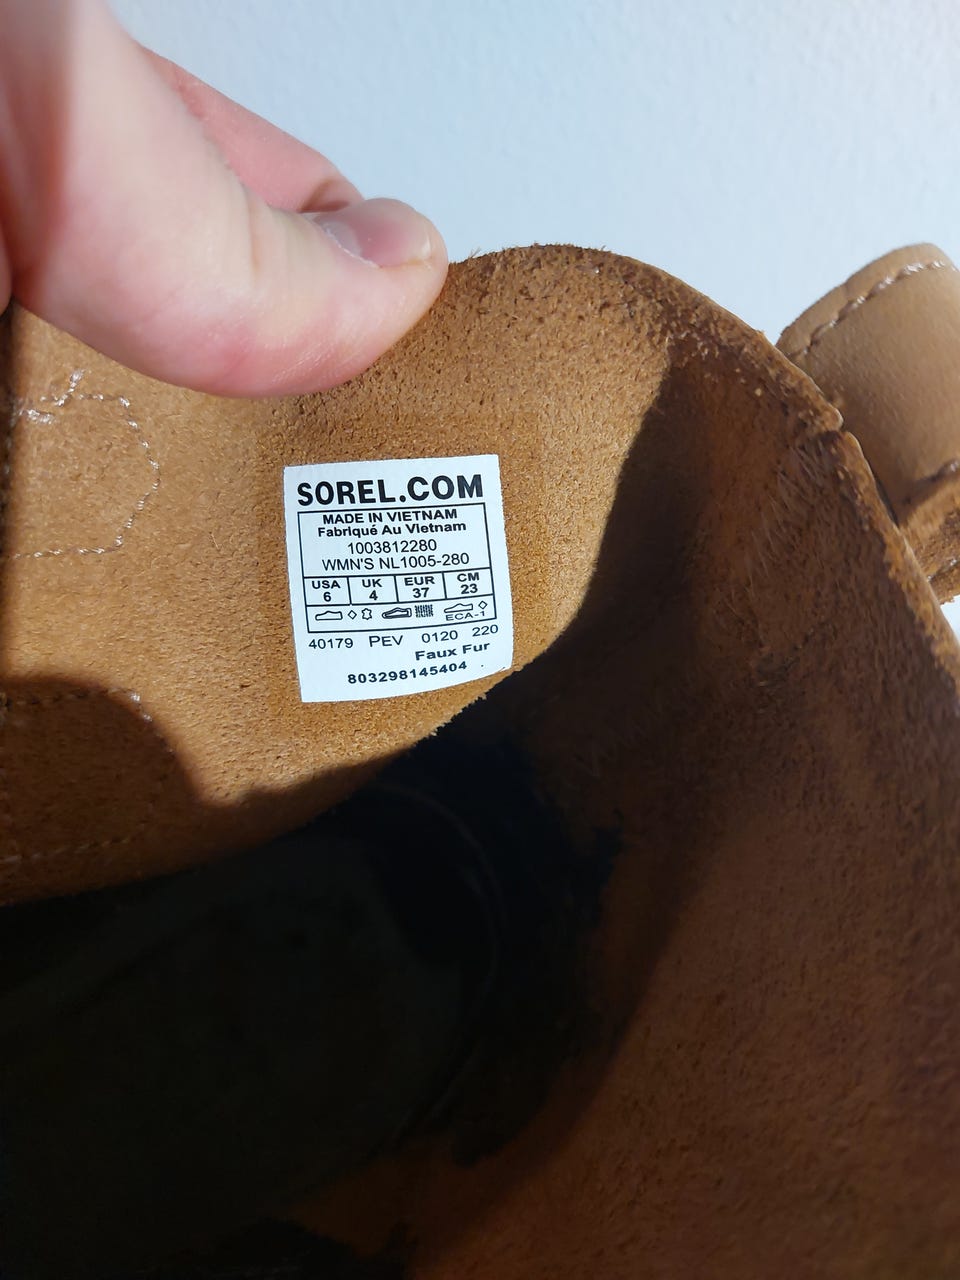 SOREL.COM
MADE IN VIETNAM
Fabriqué Au Vietnam
1003812280
WMN'S NL1005-280
USA UK EUR CM
6 4 37 23
ECA-1
40179 PEV 0120 220
Faux Fur
803298145404